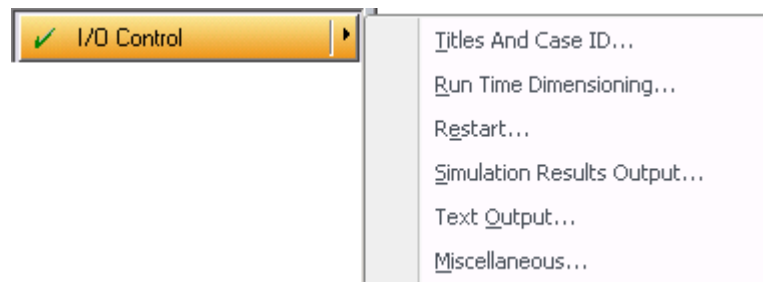 I/O Control
Titles And Case ID...
Run Time Dimensioning...
Restart...
Simulation Results Output...
Text Output...
Miscellaneous...